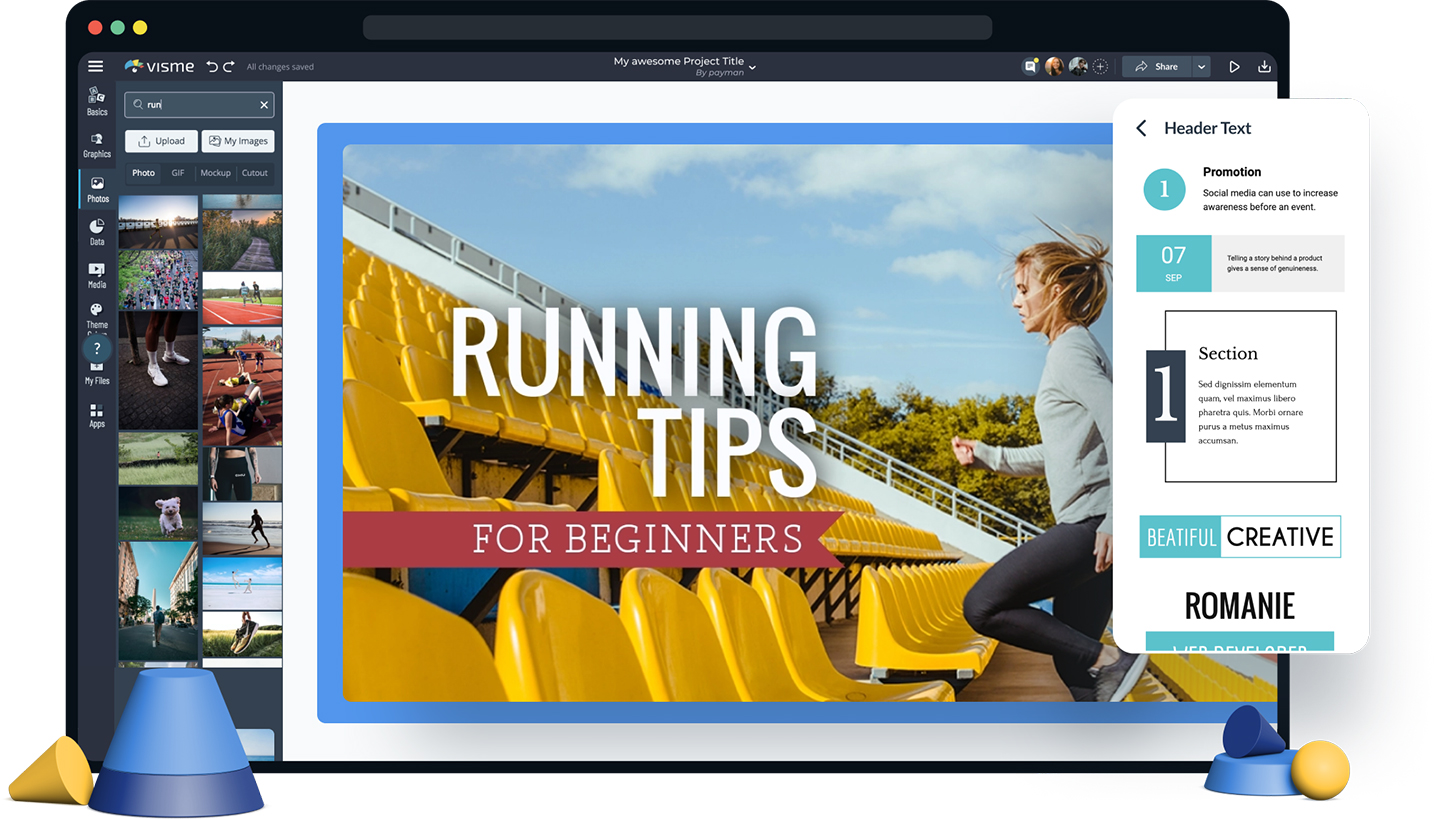 visme
All changes saved
My awesome Project Title
By payman
Share
Basics
Graphics
Photos
Data
Media
Theme
?
My Files
Apps
run
Upload
My Images
Photo
GIF
Mockup
Cutout
RUNNING
TIPS
FOR BEGINNERS
Header Text
1
Promotion
Social media can use to increase
awareness before an event.
07
SEP
Telling a story behind a product
gives a sense of genuineness.
1
Section
Sed dignissim elementum
quam, vel maximus libero
pharetra quis. Morbi ornare
purus a metus maximus
accumsan.
BEATIFUL CREATIVE
ROMANIE
WEB DEVELOPER